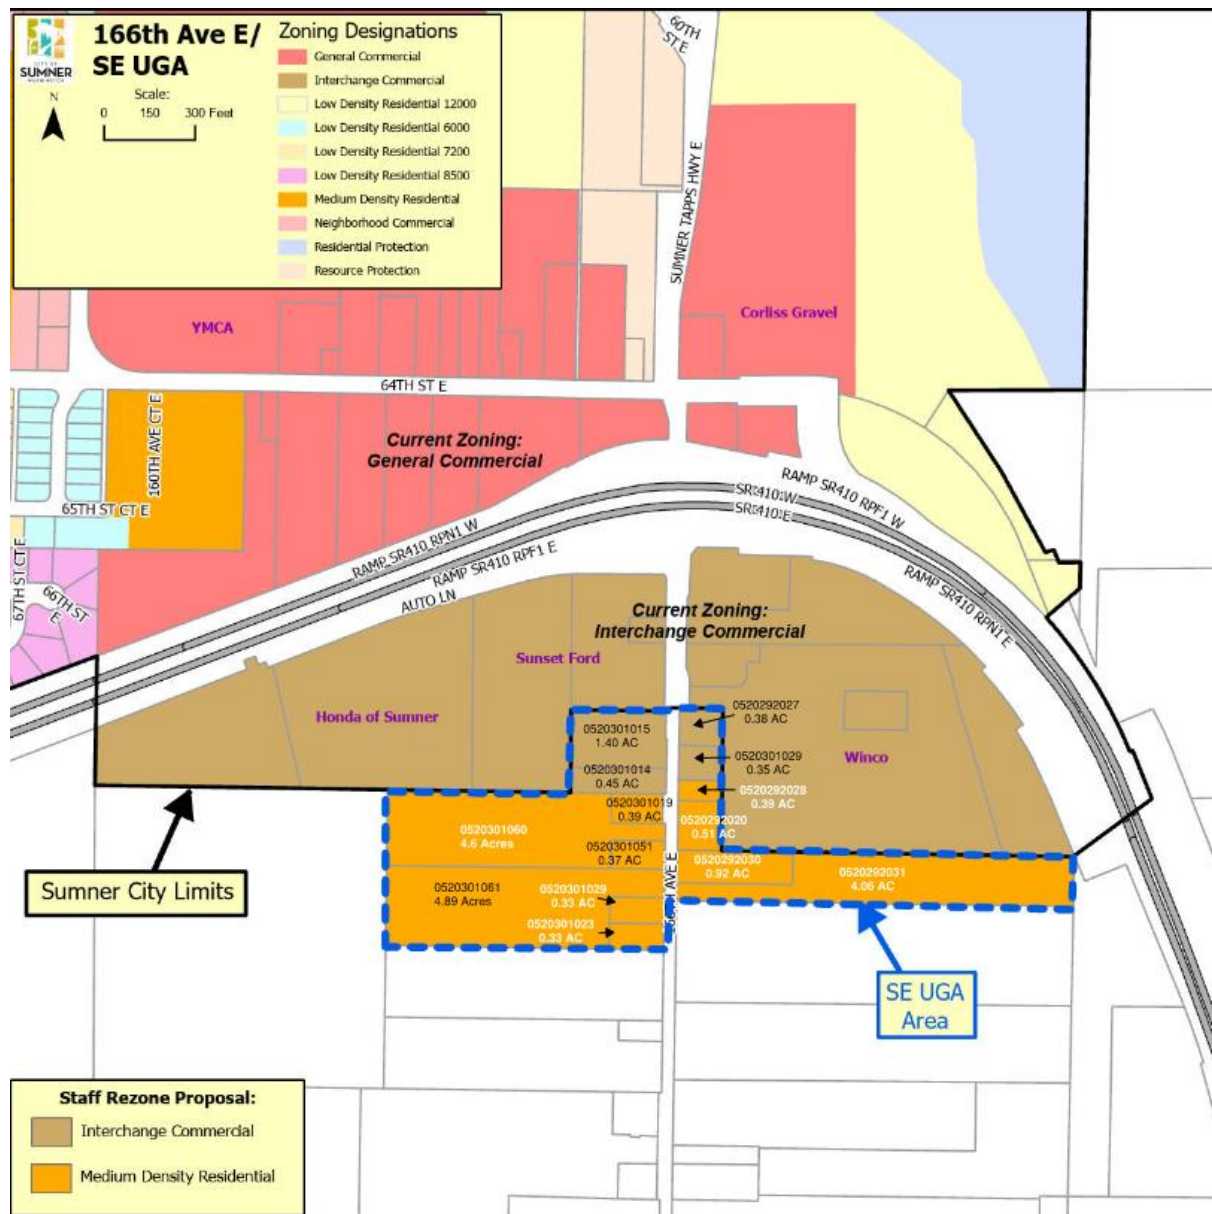 CITY OF
SUMNER
WASHINGTON
166th Ave E/
SE UGA
N
Scale:
0 150 300 Feet
Zoning Designations
General Commercial
Interchange Commercial
Low Density Residential 12000
Low Density Residential 6000
Low Density Residential 7200
Low Density Residential 8500
Medium Density Residential
Neighborhood Commercial
Residential Protection
Resource Protection
60TH
ST E
SUMNER TAPPS HWY E
YMCA
Corliss Gravel
64TH ST E
160TH AVE CT E
Current Zoning:
General Commercial
65TH ST CT E
RAMP SR410 RPF1 W
SR 410 W
SR 410 E
RAMP SR410 RPN1 W
RAMP SR410 RPF1 E
RAMP SR410 RPN1 E
67TH ST CT E
66TH ST
E
AUTO LN
Current Zoning:
Interchange Commercial
Sunset Ford
Honda of Sumner
Winco
0520301015
1.40 AC
0520292027
0.38 AC
0520301014
0.45 AC
0520301029
0.35 AC
0520292028
0.39 AC
0520301019
0.39 AC
0520292020
0.51 AC
0520301060
4.6 Acres
0520301051
0.37 AC
0520292030
0.92 AC
0520292031
4.06 AC
0520301061
4.89 Acres
0520301029
0.33 AC
0520301023
0.33 AC
166TH AVE E
Sumner City Limits
SE UGA
Area
Staff Rezone Proposal:
Interchange Commercial
Medium Density Residential